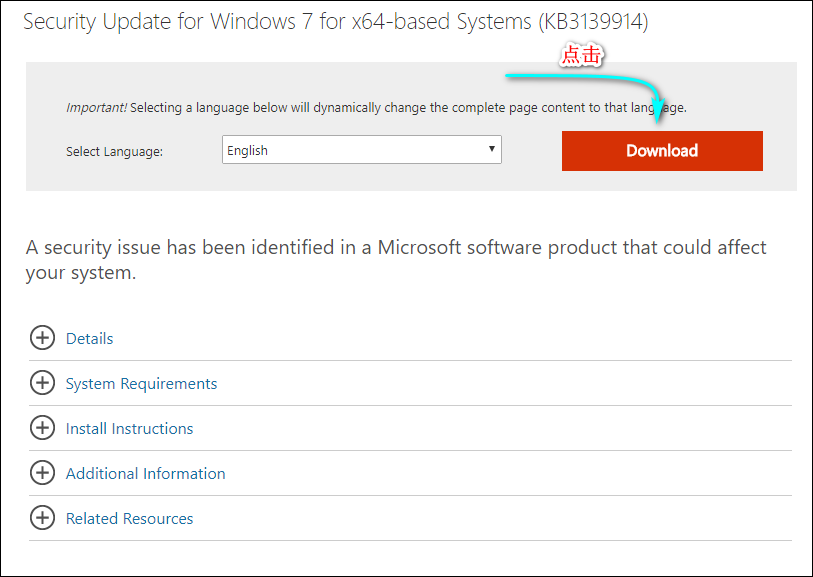 Security Update for Windows 7 for x64-based Systems (KB3139914)
点击
Important! Selecting a language below will dynamically change the complete page content to that language.
Select Language:
English
Download
A security issue has been identified in a Microsoft software product that could affect
your system.
Details
System Requirements
Install Instructions
Additional Information
Related Resources